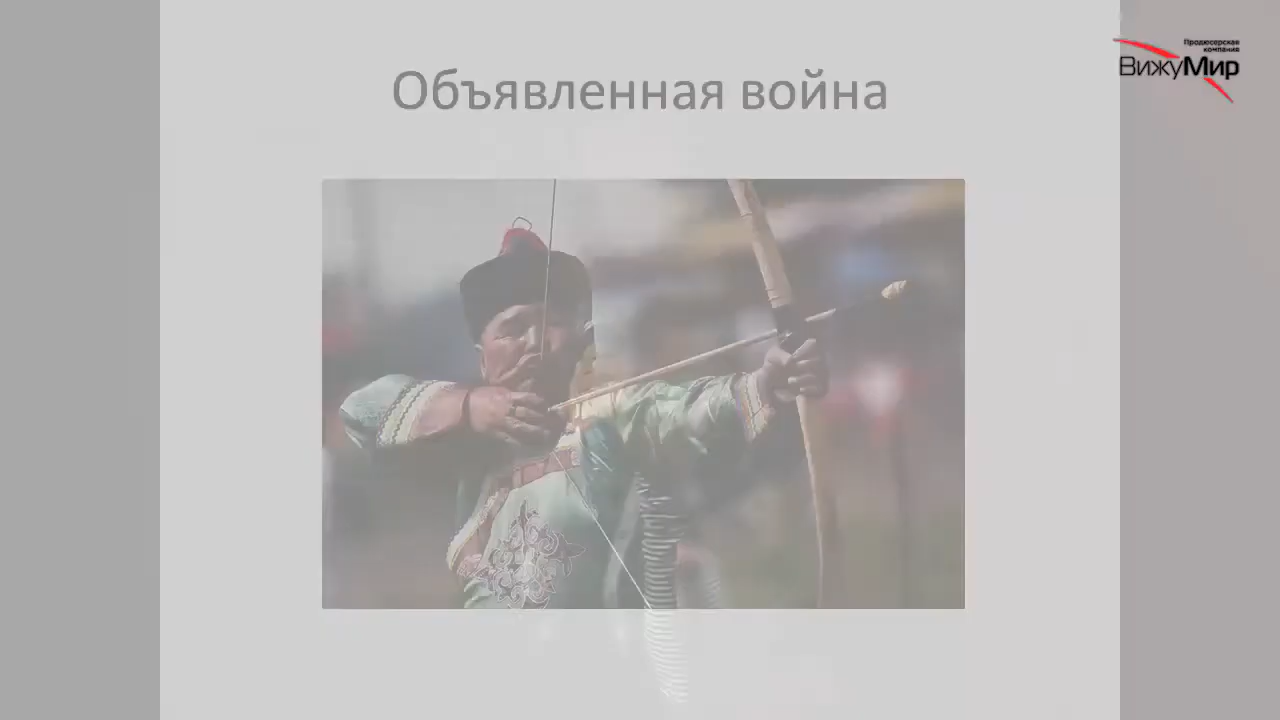 Объявленная война
Продюсерская
компания
ВижуМир